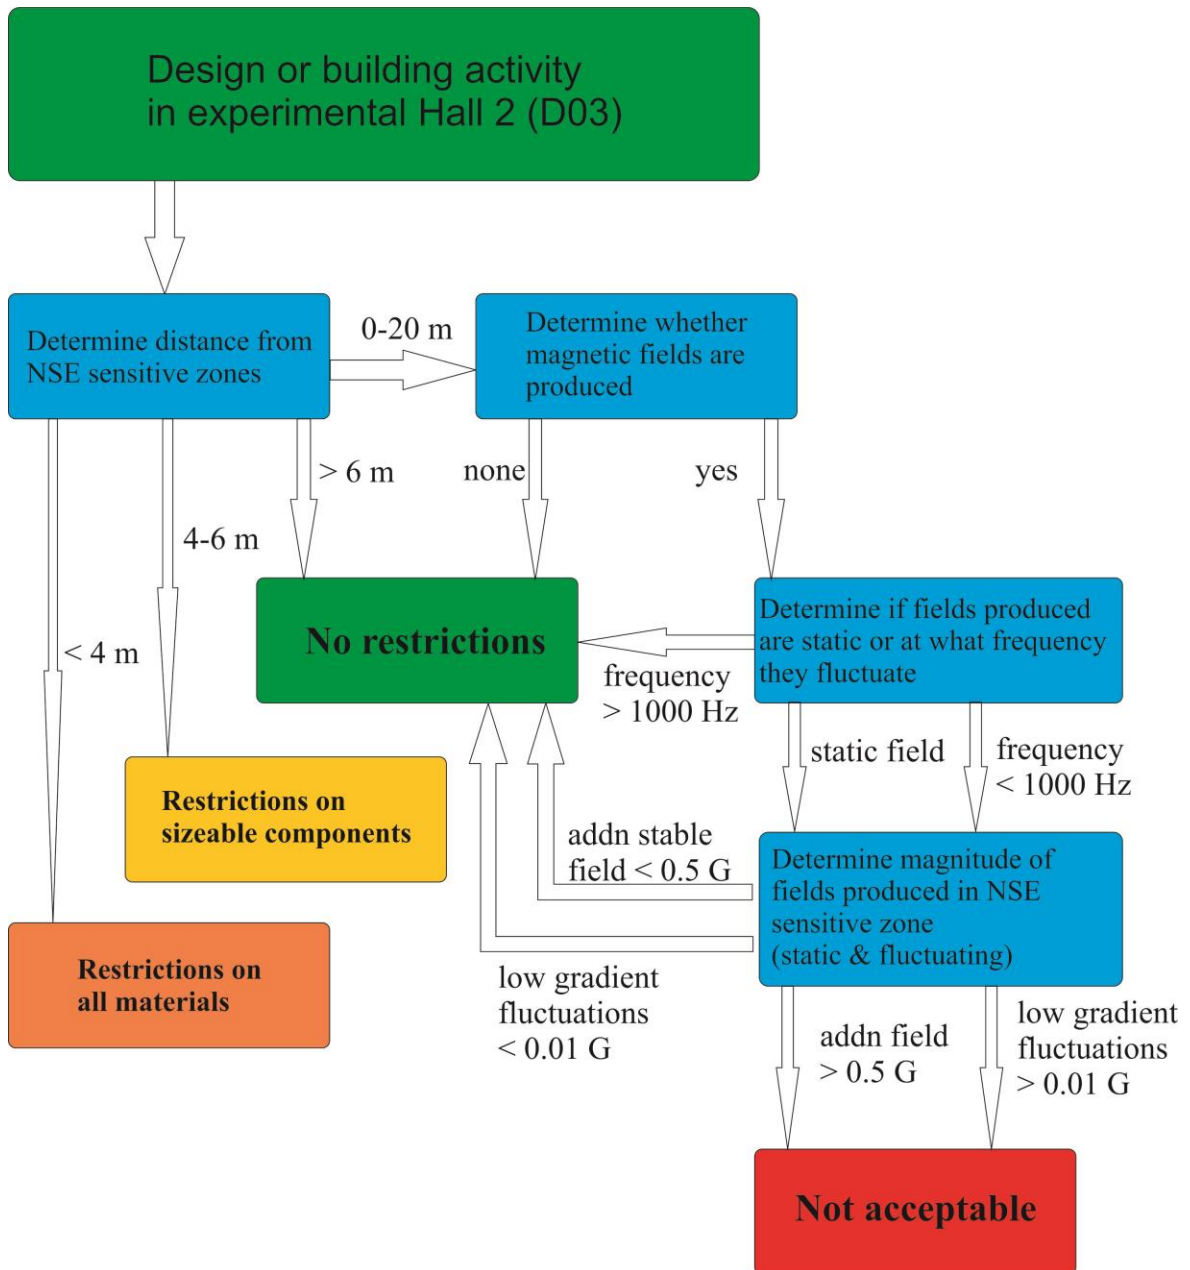 Design or building activity
in experimental Hall 2 (D03)
Determine distance from
NSE sensitive zones
0-20 m
Determine whether
magnetic fields are
produced
> 6 m
none
yes
4-6 m
< 4 m
No restrictions
Determine if fields produced
are static or at what frequency
they fluctuate
frequency
> 1000 Hz
static field
frequency
< 1000 Hz
Restrictions on
sizeable components
addn stable
field < 0.5 G
Determine magnitude of
fields produced in NSE
sensitive zone
(static & fluctuating)
Restrictions on
all materials
low gradient
fluctuations
< 0.01 G
addn field
> 0.5 G
low gradient
fluctuations
> 0.01 G
Not acceptable